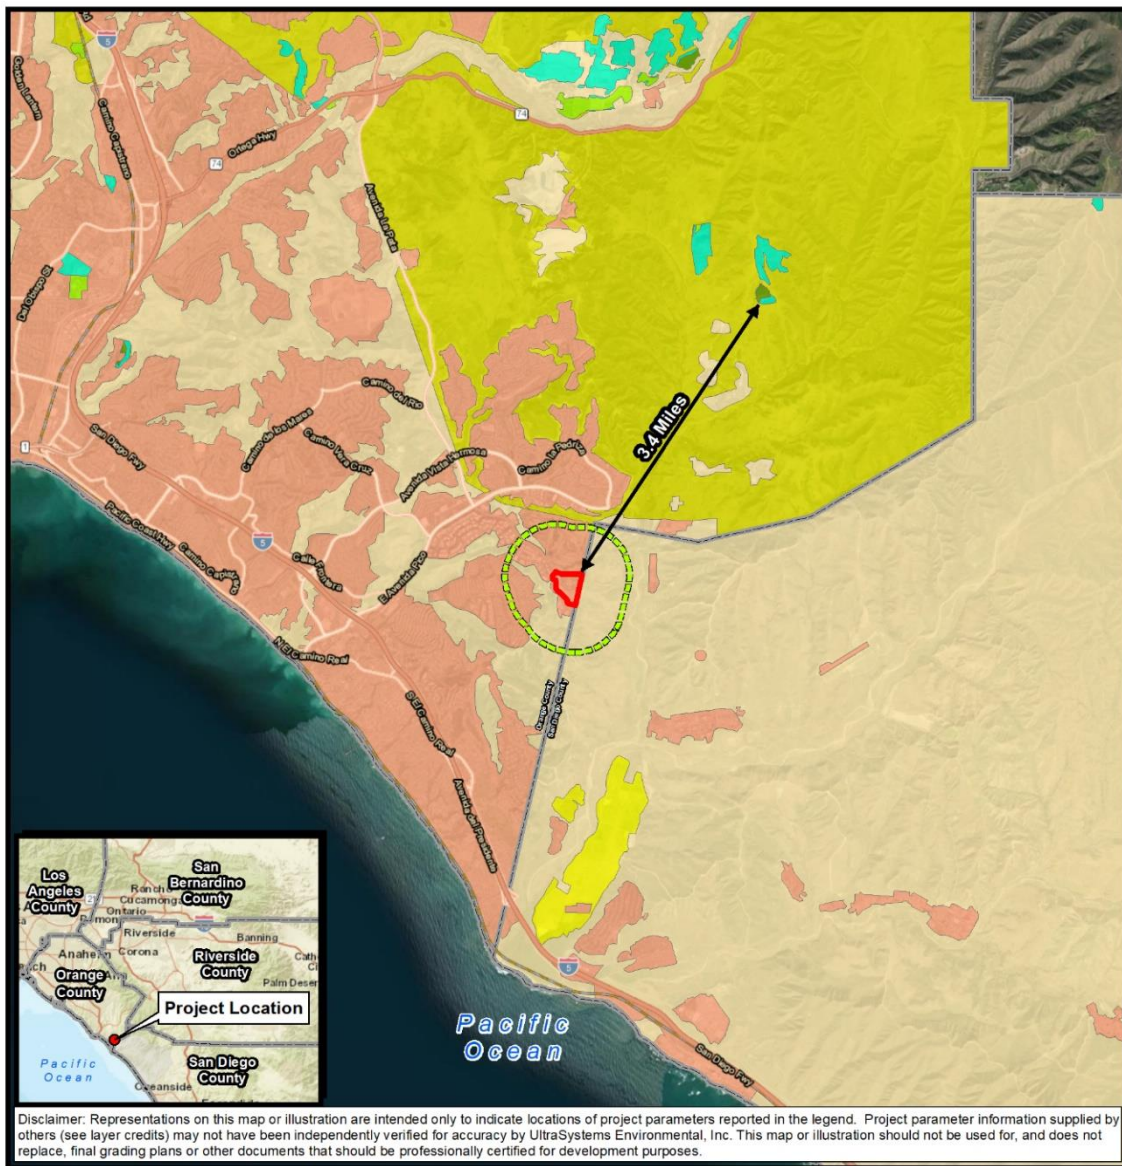 5
74
Golden Lantern
Camino Capistrano
Ortega Hwy
74
Avenida La Pata
Del Obispo St
Camino del Rio
Camino de los Mares
Camino Vera Cruz
Avenida Vista Hermosa
Camino la Pedriza
3.4 Miles
1
San Diego Fwy
Pacific Coast Hwy
5
Calle Frontera
E Avenida Pico
N El Camino Real
Orange County
San Diego County
S El Camino Real
Avenida del Presidente
5
San Diego Fwy
Pacific
Ocean
Los
Angeles
County
San
Bernardino
County
Rancho
Cucamonga
Ontario
Riverside
Banning
Anaheim
Corona
Riverside
County
Orange
County
Palm Deser
Project Location
San Diego
County
Pacific
Ocean
Oceanside
Disclaimer: Representations on this map or illustration are intended only to indicate locations of project parameters reported in the legend. Project parameter information supplied by
others (see layer credits) may not have been independently verified for accuracy by UltraSystems Environmental, Inc. This map or illustration should not be used for, and does not
replace, final grading plans or other documents that should be professionally certified for development purposes.